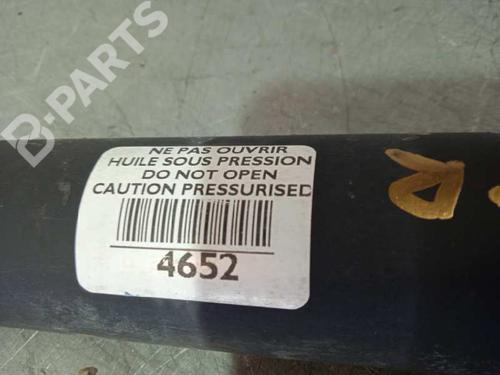 B-PARTS
NE PAS OUVRIR
HUILE SOUS PRESSION
DO NOT OPEN
CAUTION PRESSURISED
4652